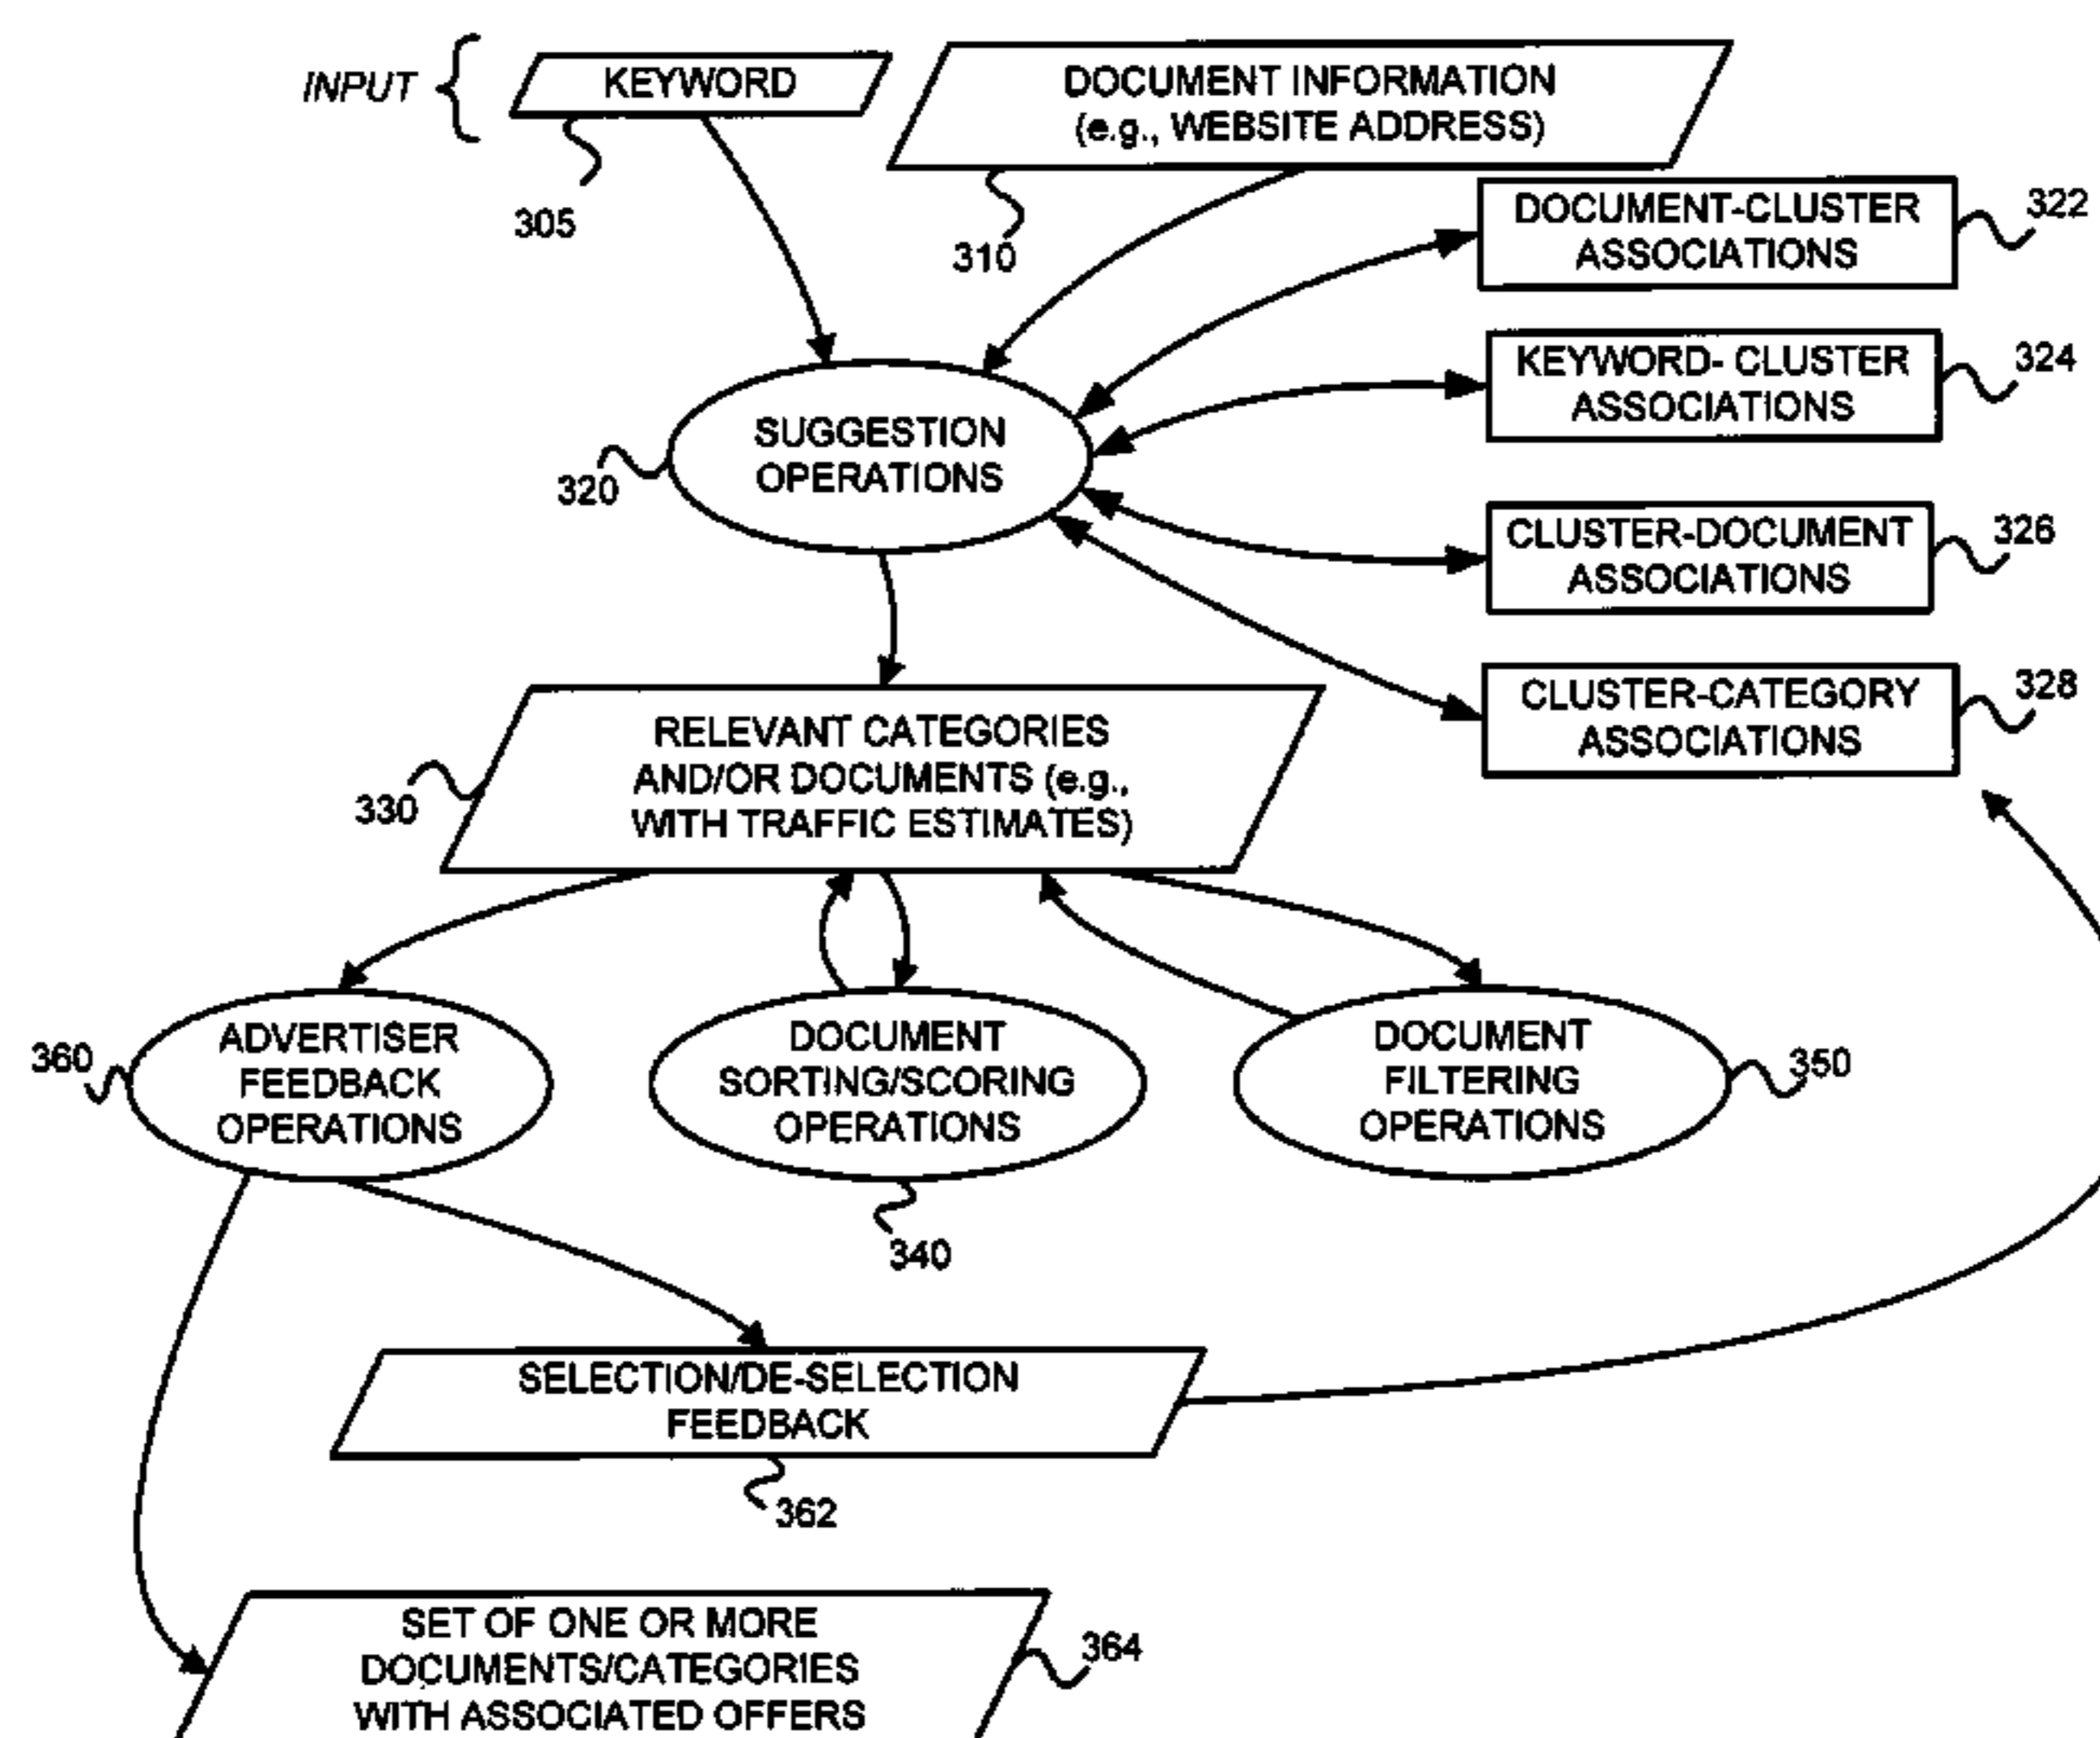 INPUT
KEYWORD
305
DOCUMENT INFORMATION
(e.g., WEBSITE ADDRESS)
310
DOCUMENT-CLUSTER
ASSOCIATIONS
322
KEYWORD- CLUSTER
ASSOCIATIONS
324
SUGGESTION
OPERATIONS
320
CLUSTER-DOCUMENT
ASSOCIATIONS
326
CLUSTER-CATEGORY
ASSOCIATIONS
328
RELEVANT CATEGORIES
AND/OR DOCUMENTS (e.g.,
WITH TRAFFIC ESTIMATES)
330
ADVERTISER
FEEDBACK
OPERATIONS
360
DOCUMENT
SORTING/SCORING
OPERATIONS
340
DOCUMENT
FILTERING
OPERATIONS
350
SELECTION/DE-SELECTION
FEEDBACK
362
SET OF ONE OR MORE
DOCUMENTS/CATEGORIES
WITH ASSOCIATED OFFERS
364